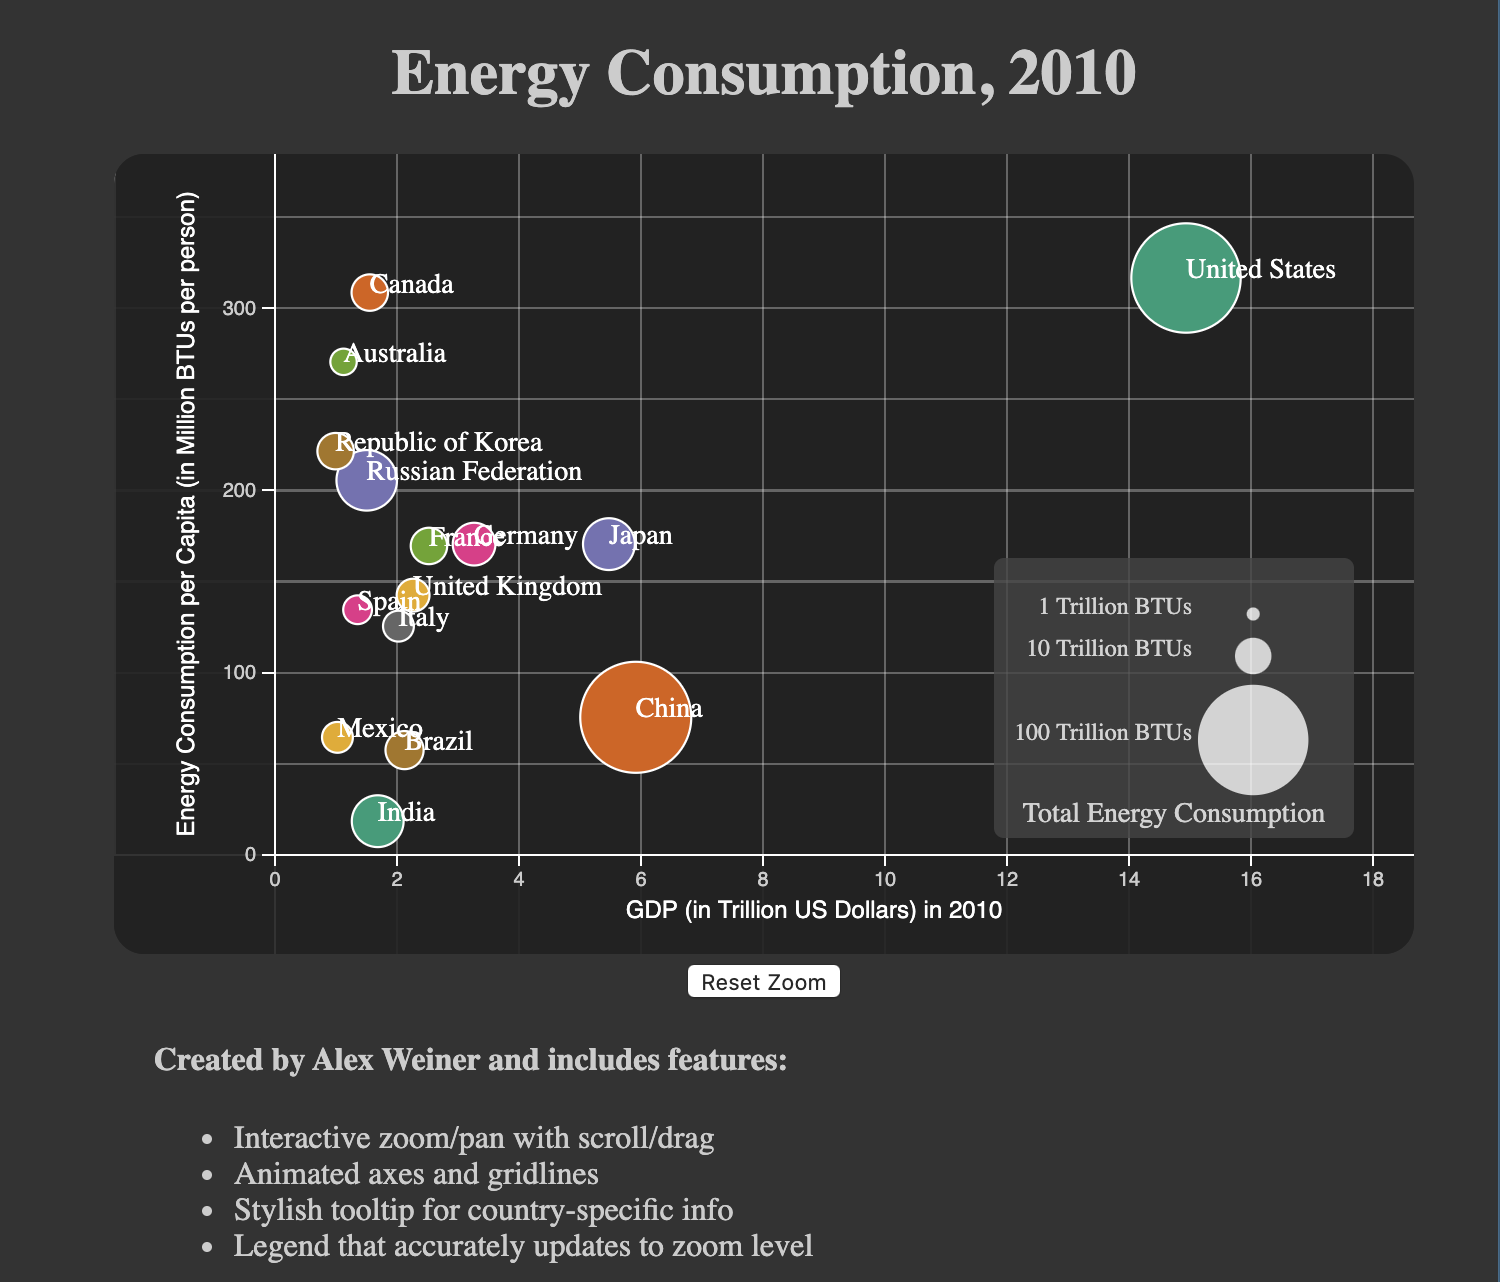 Energy Consumption, 2010
Energy Consumption per Capita (in Million BTUs per person)
United States
Canada
300
Australia
Republic of Korea
Russian Federation
200
France
Germany
Japan
United Kingdom
Spain
Italy
1 Trillion BTUs
10 Trillion BTUs
100 Trillion BTUs
Total Energy Consumption
100
China
Mexico
Brazil
India
0
0 2 4 6 8 10 12 14 16 18
GDP (in Trillion US Dollars) in 2010
Reset Zoom
Created by Alex Weiner and includes features:
• Interactive zoom/pan with scroll/drag
• Animated axes and gridlines
• Stylish tooltip for country-specific info
• Legend that accurately updates to zoom level